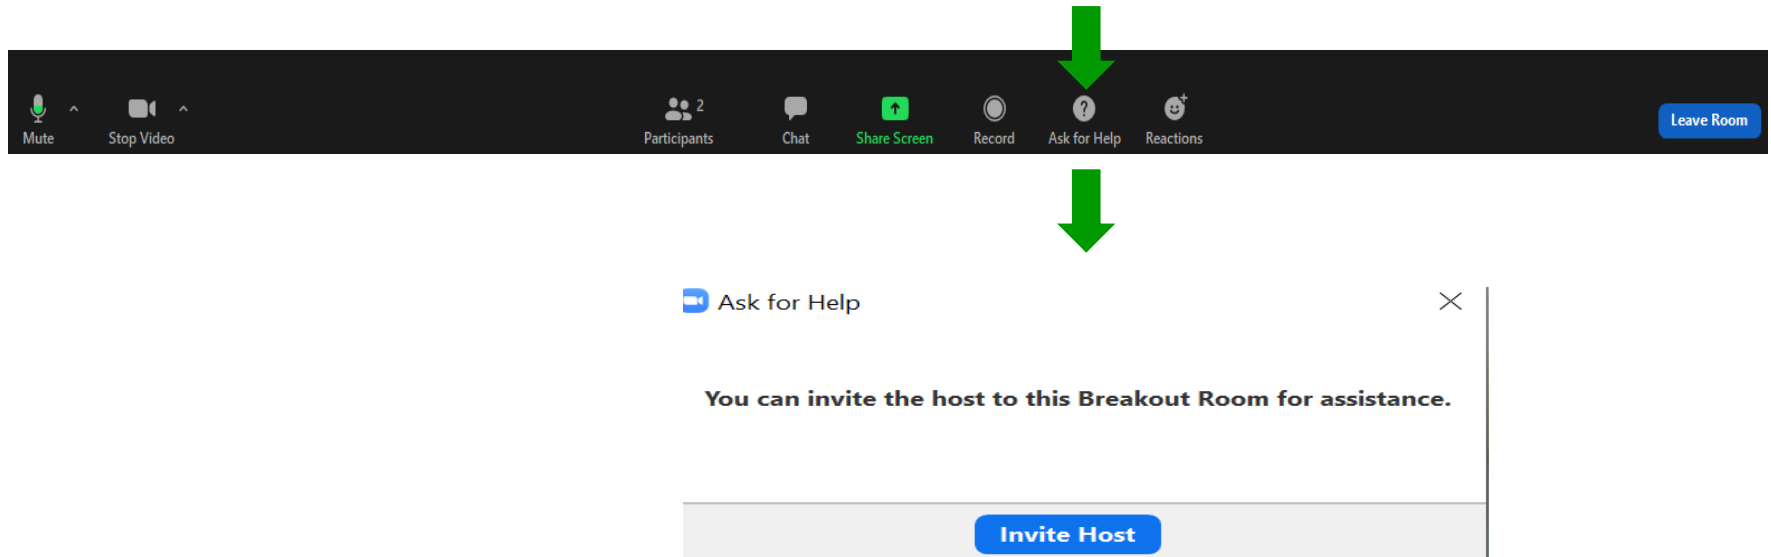 2
Mute Stop Video Participants Chat Share Screen Record Ask for Help Reactions Leave Room
Ask for Help
You can invite the host to this Breakout Room for assistance.
Invite Host